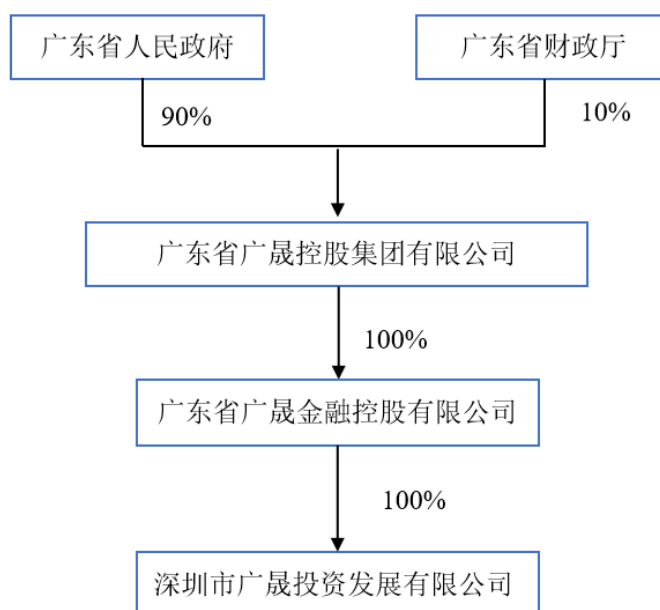 广东省人民政府
广东省财政厅
90%
10%
广东省广晟控股集团有限公司
100%
广东省广晟金融控股有限公司
100%
深圳市广晟投资发展有限公司